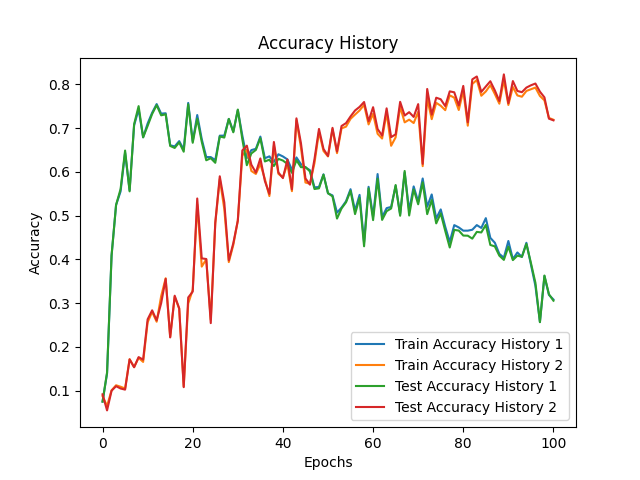 Accuracy History
Accuracy
0.8
0.7
0.6
0.5
0.4
0.3
0.2
0.1
Train Accuracy History 1
Train Accuracy History 2
Test Accuracy History 1
Test Accuracy History 2
0 20 40 60 80 100
Epochs